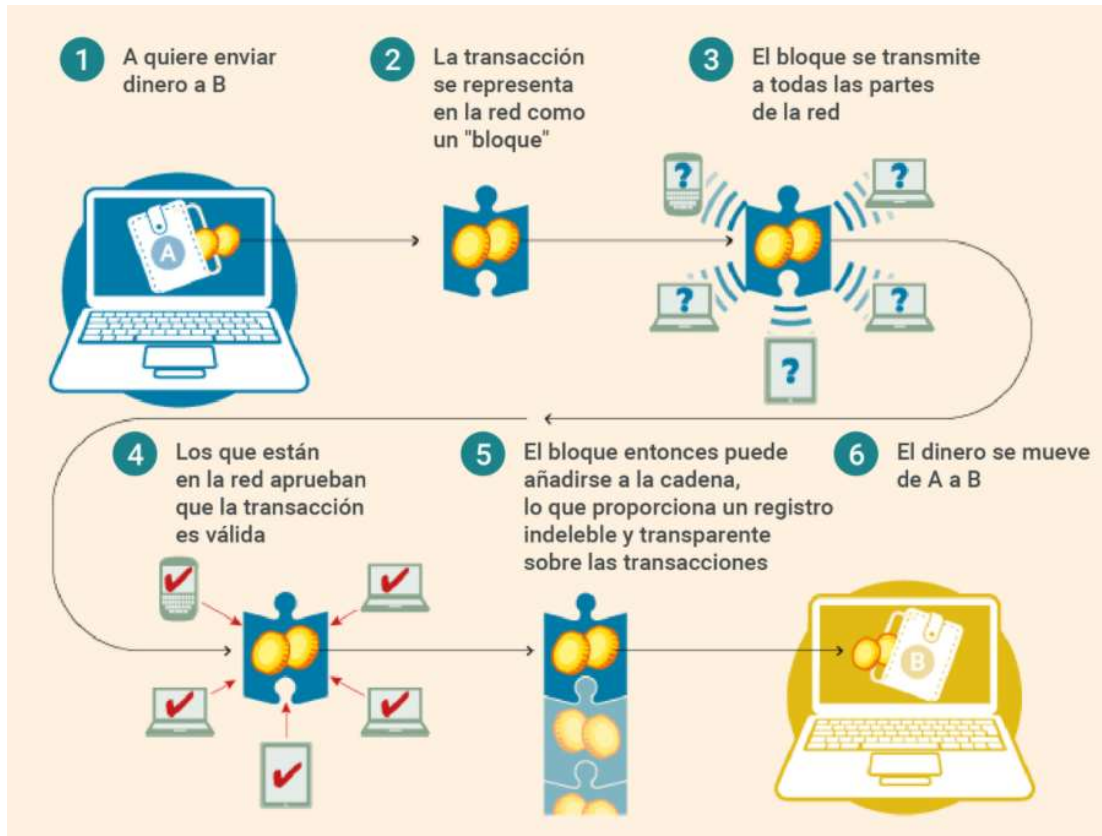 1
A quiere enviar
dinero a B
2
La transacción
se representa
en la red como
un "bloque"
3
El bloque se transmite
a todas las partes
de la red
A
?
?
?
?
?
4
Los que están
en la red aprueban
que la transacción
es válida
5
El bloque entonces puede
añadirse a la cadena,
lo que proporciona un registro
indeleble y transparente
sobre las transacciones
6
El dinero se mueve
de A a B
B